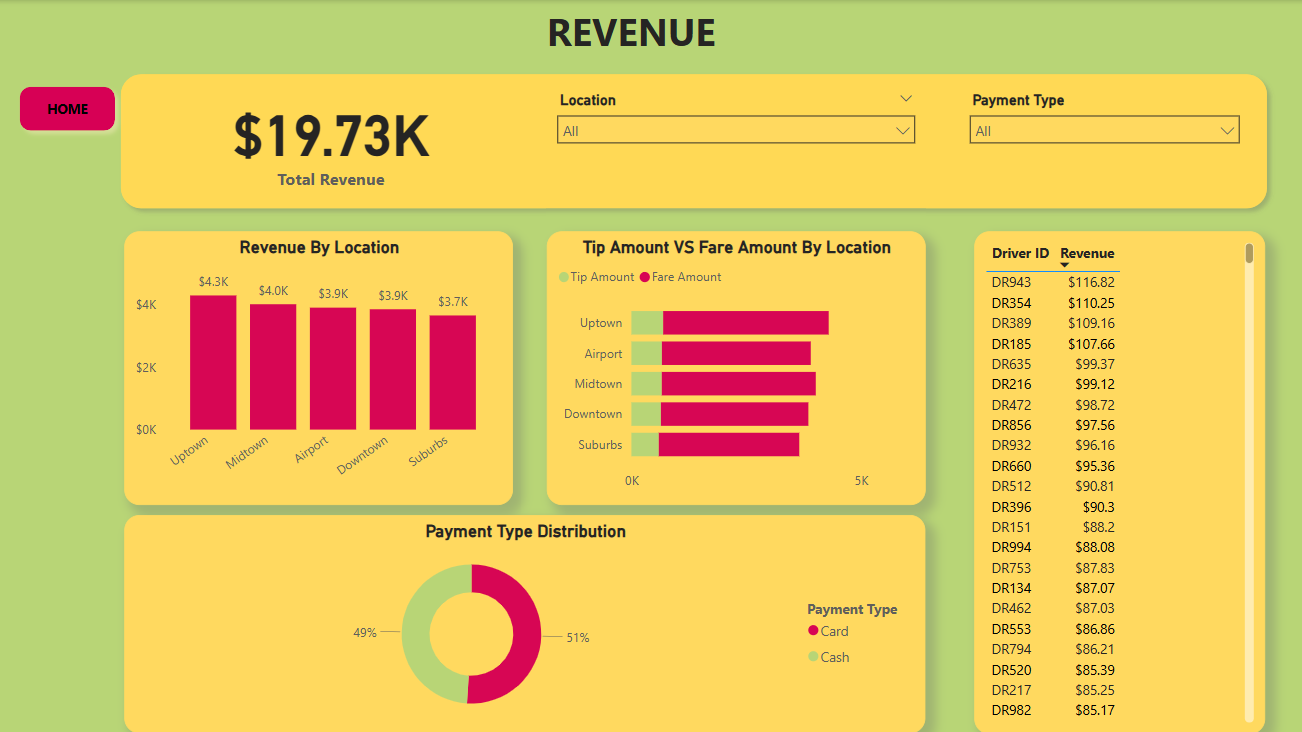 REVENUE
HOME
$19.73K
Total Revenue
Location
All
Payment Type
All
Revenue By Location
$4K
$2K
$0K
$4.3K
$4.0K
$3.9K
$3.9K
$3.7K
Uptown
Midtown
Airport
Downtown
Suburbs
Tip Amount VS Fare Amount By Location
Tip Amount Fare Amount
Uptown
Airport
Midtown
Downtown
Suburbs
0K 5K
Payment Type Distribution
49%
51%
Payment Type
Card
Cash
Driver ID Revenue
DR943 $116.82
DR354 $110.25
DR389 $109.16
DR185 $107.66
DR635 $99.37
DR216 $99.12
DR472 $98.72
DR856 $97.56
DR932 $96.16
DR660 $95.36
DR512 $90.81
DR396 $90.3
DR151 $88.2
DR994 $88.08
DR753 $87.83
DR134 $87.07
DR462 $87.03
DR553 $86.86
DR794 $86.21
DR520 $85.39
DR217 $85.25
DR982 $85.17